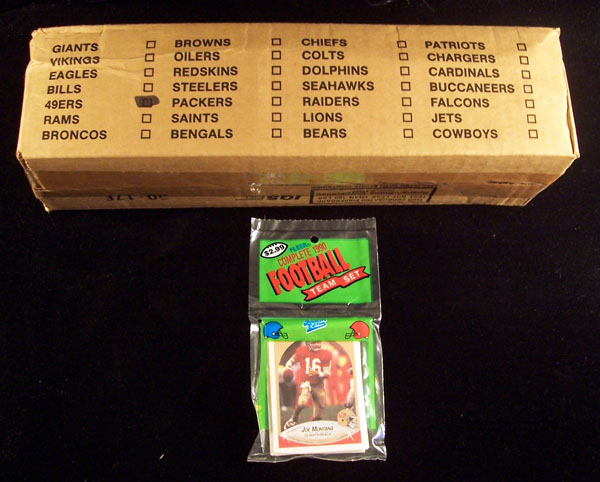 GIANTS BROWNS CHIEFS PATRIOTS
VIKINGS OILERS COLTS CHARGERS
EAGLES REDSKINS DOLPHINS CARDINALS
BILLS STEELERS SEAHAWKS BUCCANEERS
49ERS PACKERS RAIDERS FALCONS
RAMS SAINTS LIONS JETS
BRONCOS BENGALS BEARS COWBOYS
$2.99
FLEER
COMPLETE 1990
FOOTBALL
TEAM SET
16
JOE MONTANA